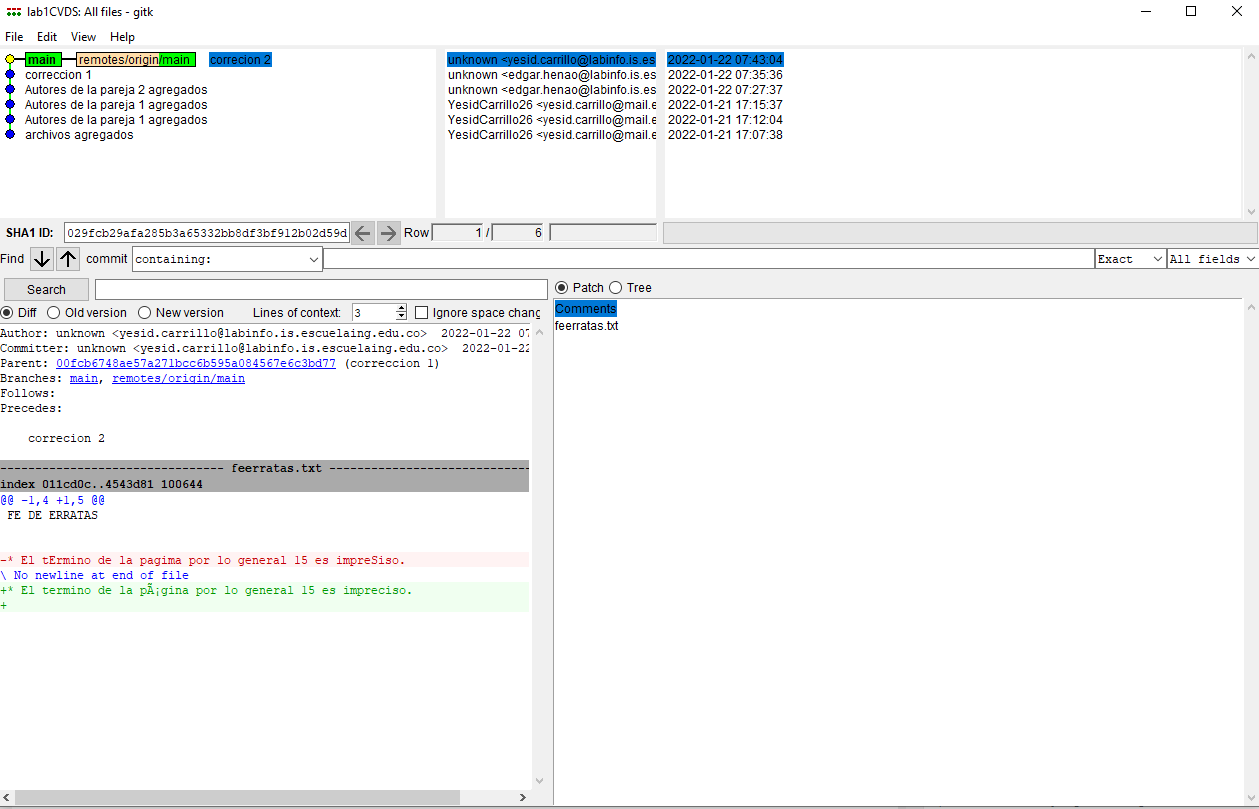 lab1CVDS: All files - gitk
File Edit View Help
main remotes/origin/main correcion 2 unknown <yesid.carrillo@labinfo.is.es 2022-01-22 07:43:04
correccion 1 unknown <edgar.henao@labinfo.is.es 2022-01-22 07:35:36
Autores de la pareja 2 agregados unknown <edgar.henao@labinfo.is.es 2022-01-22 07:27:37
Autores de la pareja 1 agregados YesidCarrillo26 <yesid.carrillo@mail.e 2022-01-21 17:15:37
Autores de la pareja 1 agregados YesidCarrillo26 <yesid.carrillo@mail.e 2022-01-21 17:12:04
archivos agregados YesidCarrillo26 <yesid.carrillo@mail.e 2022-01-21 17:07:38
SHA1 ID: 029fcb29afa285b3a65332bb8df3bf912b02d59d Row 1 / 6
Find commit containing: Exact All fields
Search
Diff Old version New version Lines of context: 3 Ignore space chang
Patch Tree
Comments
feerratas.txt
Author: unknown <yesid.carrillo@labinfo.is.escuelaing.edu.co> 2022-01-22 07
Committer: unknown <yesid.carrillo@labinfo.is.escuelaing.edu.co> 2022-01-22
Parent: 00fcb6748ae57a271bcc6b595a084567e6c3bd77 (correccion 1)
Branches: main, remotes/origin/main
Follows:
Precedes:
correcion 2
-------------------------------- feerratas.txt -----------------------------
index 011cd0c..4543d81 100644
@@ -1,4 +1,5 @@
FE DE ERRATAS
-* El tErmino de la pagima por lo general 15 es impreSiso.
\ No newline at end of file
+* El termino de la pÃ¡gina por lo general 15 es impreciso.
+